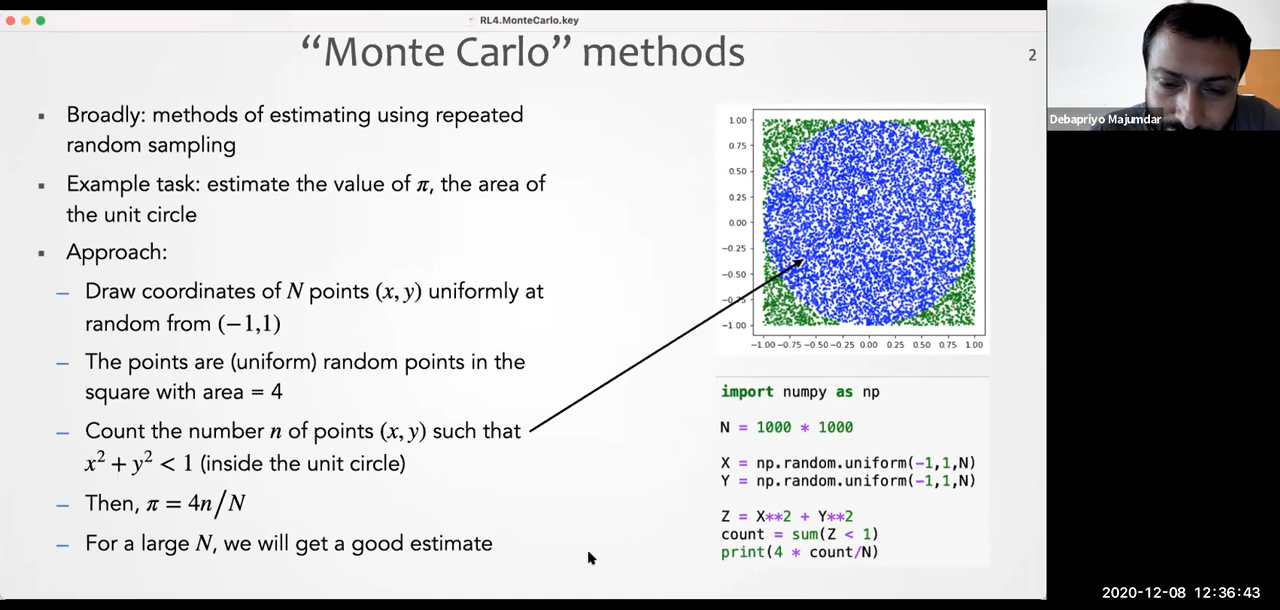 RL4.MonteCarlo.key
“Monte Carlo” methods
2
▪ Broadly: methods of estimating using repeated
random sampling
▪ Example task: estimate the value of π, the area of
the unit circle
▪ Approach:
– Draw coordinates of N points (x, y) uniformly at
random from (−1,1)
– The points are (uniform) random points in the
square with area = 4
– Count the number n of points (x, y) such that
x² + y² < 1 (inside the unit circle)
– Then, π = 4n/N
– For a large N, we will get a good estimate
1.00
0.75
0.50
0.25
0.00
−0.25
−0.50
−0.75
−1.00
−1.00 −0.75 −0.50 −0.25 0.00 0.25 0.50 0.75 1.00
import numpy as np
N = 1000 * 1000
X = np.random.uniform(-1,1,N)
Y = np.random.uniform(-1,1,N)
Z = X**2 + Y**2
count = sum(Z < 1)
print(4 * count/N)
Debapriyo Majumdar
2020-12-08 12:36:43